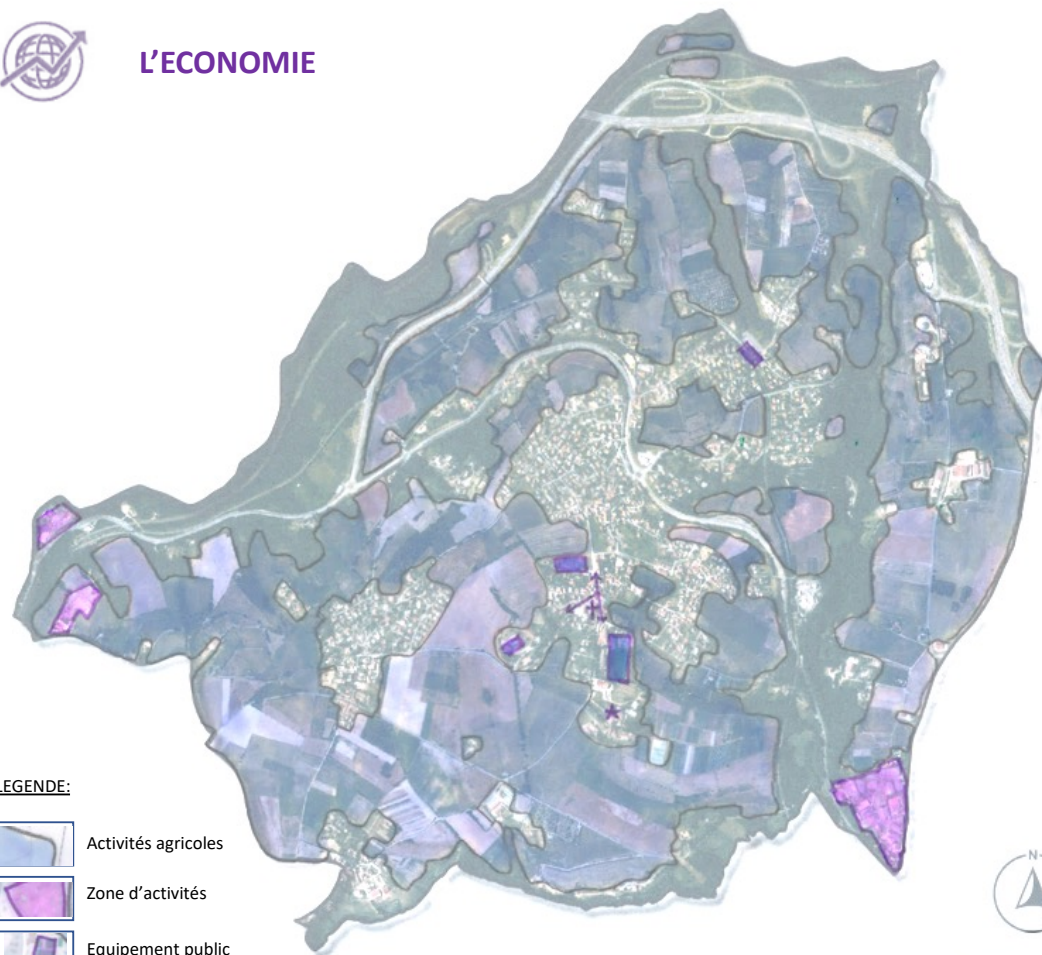 L'ECONOMIE
LEGENDE:
Activités agricoles
Zone d'activités
Equipement public
N